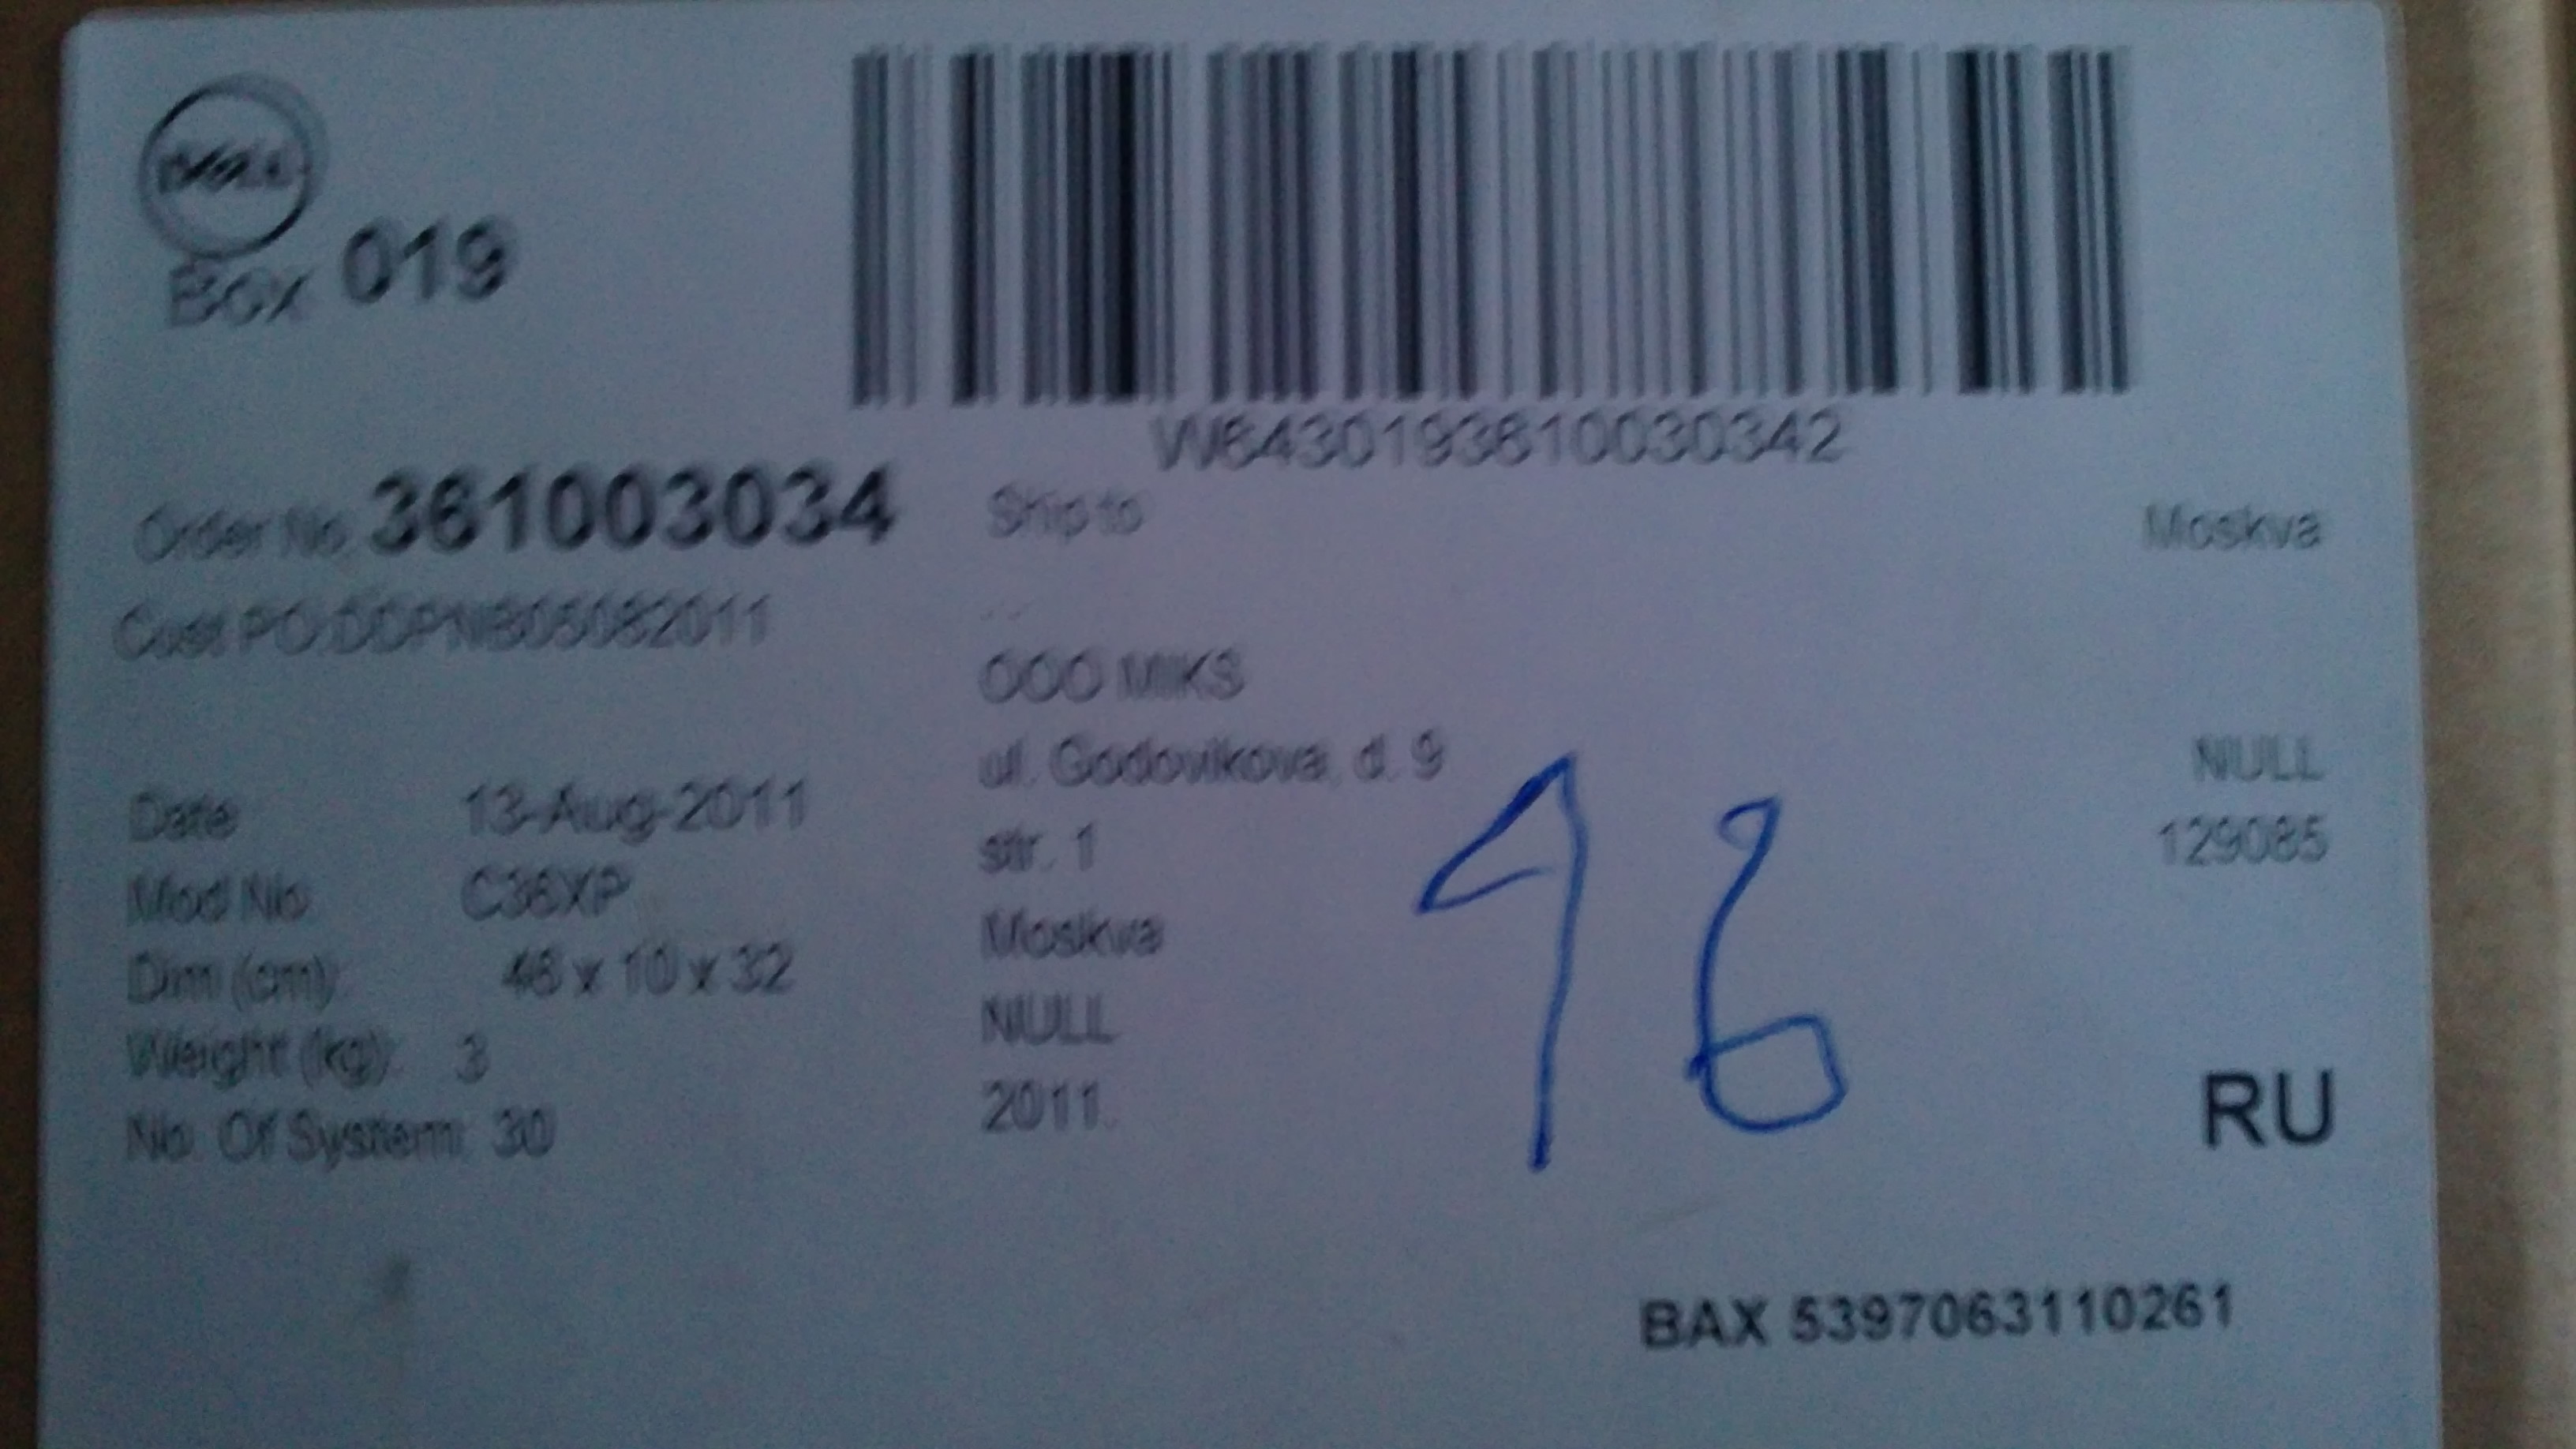 DELL
Box 019
W6430193610030342
Order No. 361003034
Cust PO:DDPNB05082011
Date 13-Aug-2011
Mod No. C36XP
Dim (cm): 46 x 10 x 32
Weight (kg): 3
No. Of System: 30
Ship to
OOO MIKS
ul. Godovikova, d. 9
str. 1
Moskva
NULL
2011.
Moskva
NULL
129085
RU
16
BAX 5397063110261